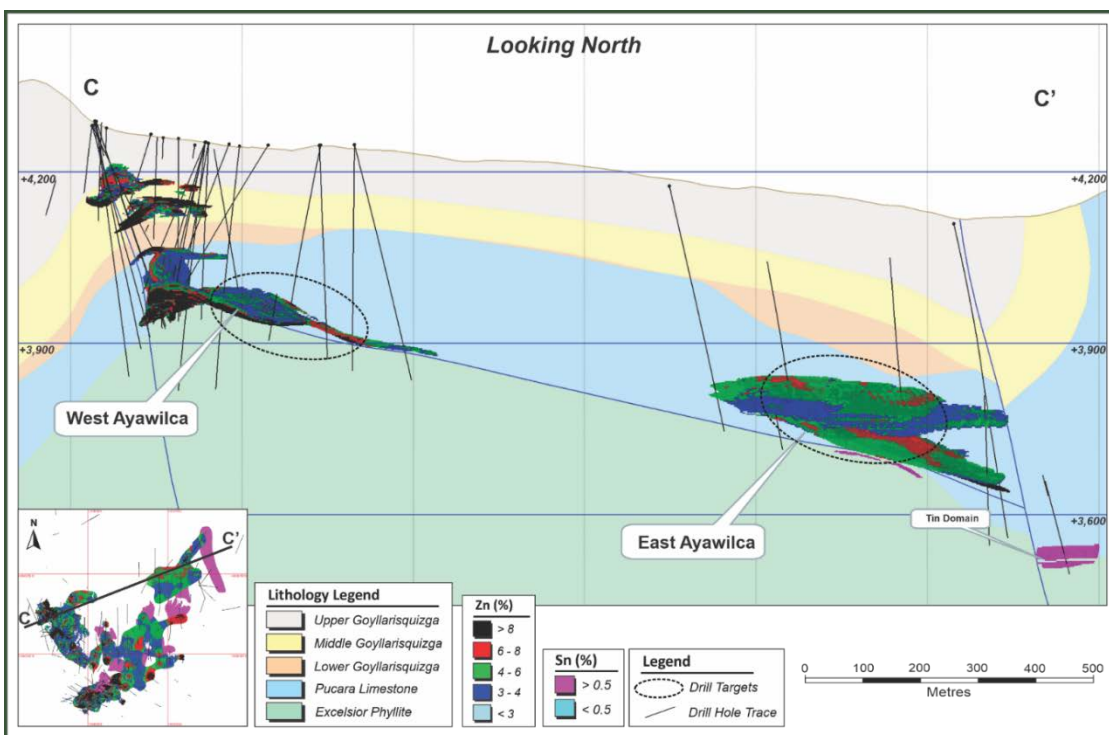 Looking North
C
C'
+4,200
+4,200
+3,900
+3,900
West Ayawilca
East Ayawilca
Tin Domain
+3,600
N
C'
C
Lithology Legend
Upper Goyllarisquizga
Middle Goyllarisquizga
Lower Goyllarisquizga
Pucara Limestone
Excelsior Phyllite
Zn (%)
> 8
6 - 8
4 - 6
3 - 4
< 3
Sn (%)
> 0.5
< 0.5
Legend
Drill Targets
Drill Hole Trace
0 100 200 300 400 500
Metres